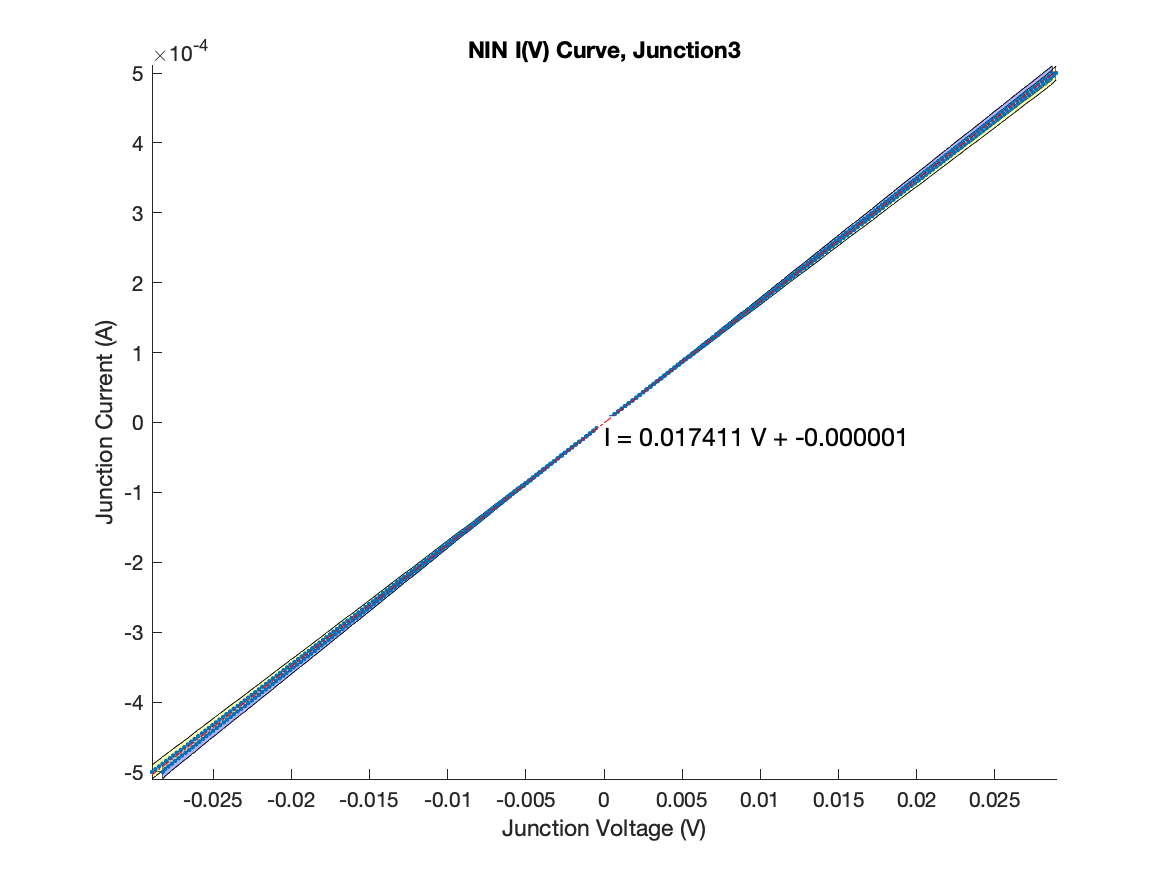 NIN I(V) Curve, Junction3
×10-4
5
4
3
2
1
0
-1
-2
-3
-4
-5
Junction Current (A)
I = 0.017411 V + -0.000001
-0.025 -0.02 -0.015 -0.01 -0.005 0 0.005 0.01 0.015 0.02 0.025
Junction Voltage (V)